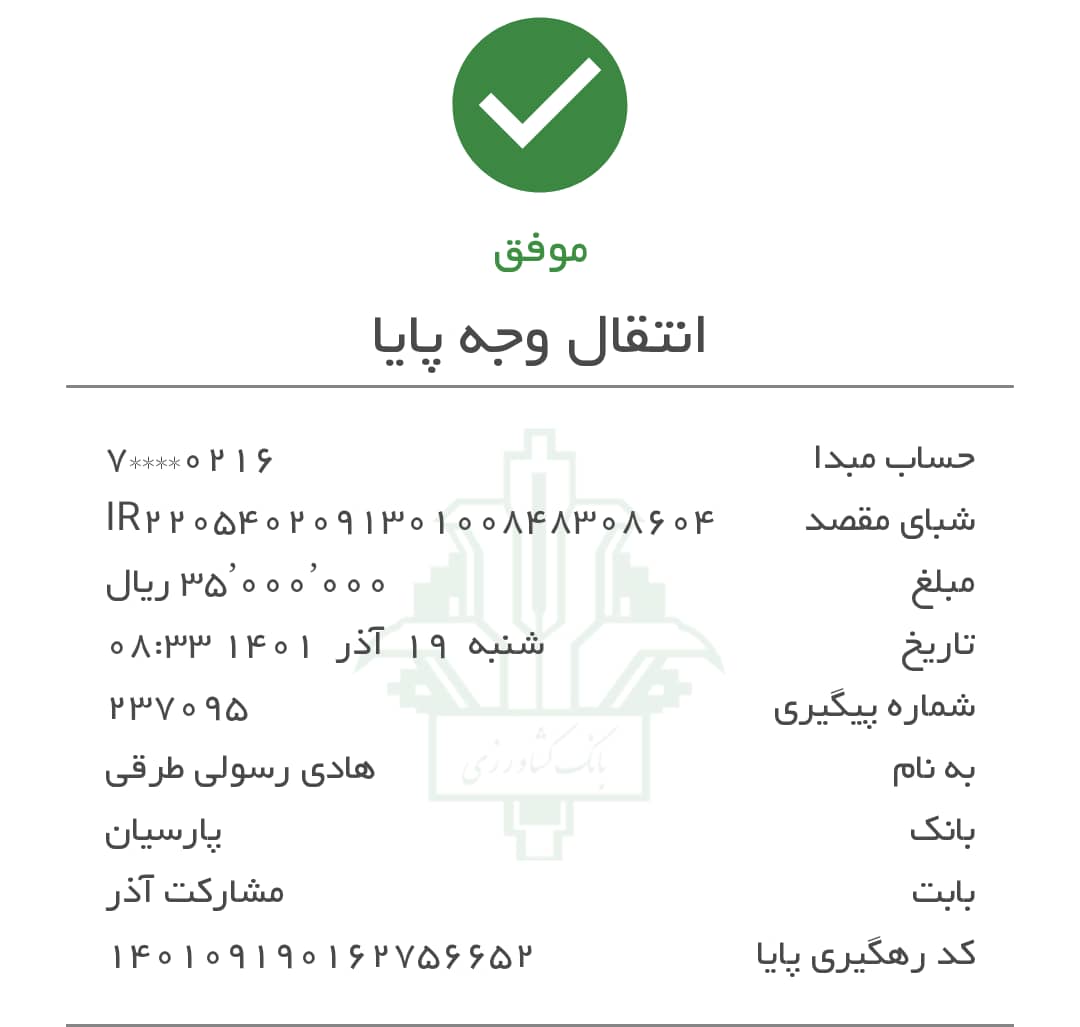 موفق
انتقال وجه پایا
حساب مبدا ۷****۰۲۱۶
شبای مقصد IR۲۲۰۵۴۰۲۰۹۱۳۰۱۰۰۸۴۸۳۰۸۶۰۴
مبلغ ۳۵٬۰۰۰٬۰۰۰ ریال
تاریخ شنبه ۱۹ آذر ۱۴۰۱ ۰۸:۳۳
شماره پیگیری ۲۳۷۰۹۵
به نام هادی رسولی طرقی
بانک کشاورزی
بانک پارسیان
بابت مشارکت آذر
کد رهگیری پایا ۱۴۰۱۰۹۱۹۰۱۶۲۷۵۶۶۵۲